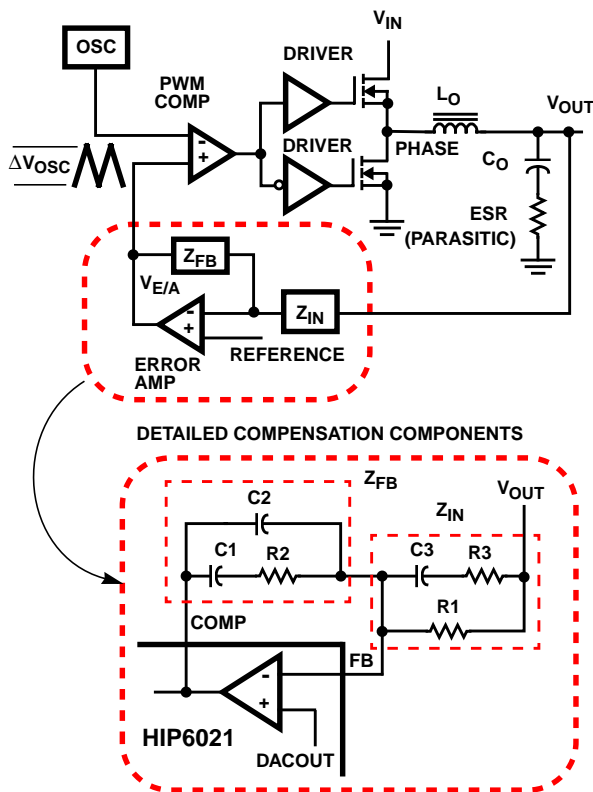 OSC
PWM
COMP
DRIVER
V_IN
DRIVER
L_O
V_OUT
PHASE
C_O
ESR
(PARASITIC)
ΔV_OSC
-
+
Z_FB
V_E/A
-
+
Z_IN
ERROR
AMP
REFERENCE
DETAILED COMPENSATION COMPONENTS
Z_FB
V_OUT
C2
Z_IN
C1
R2
C3
R3
R1
COMP
FB
-
+
HIP6021
DACOUT